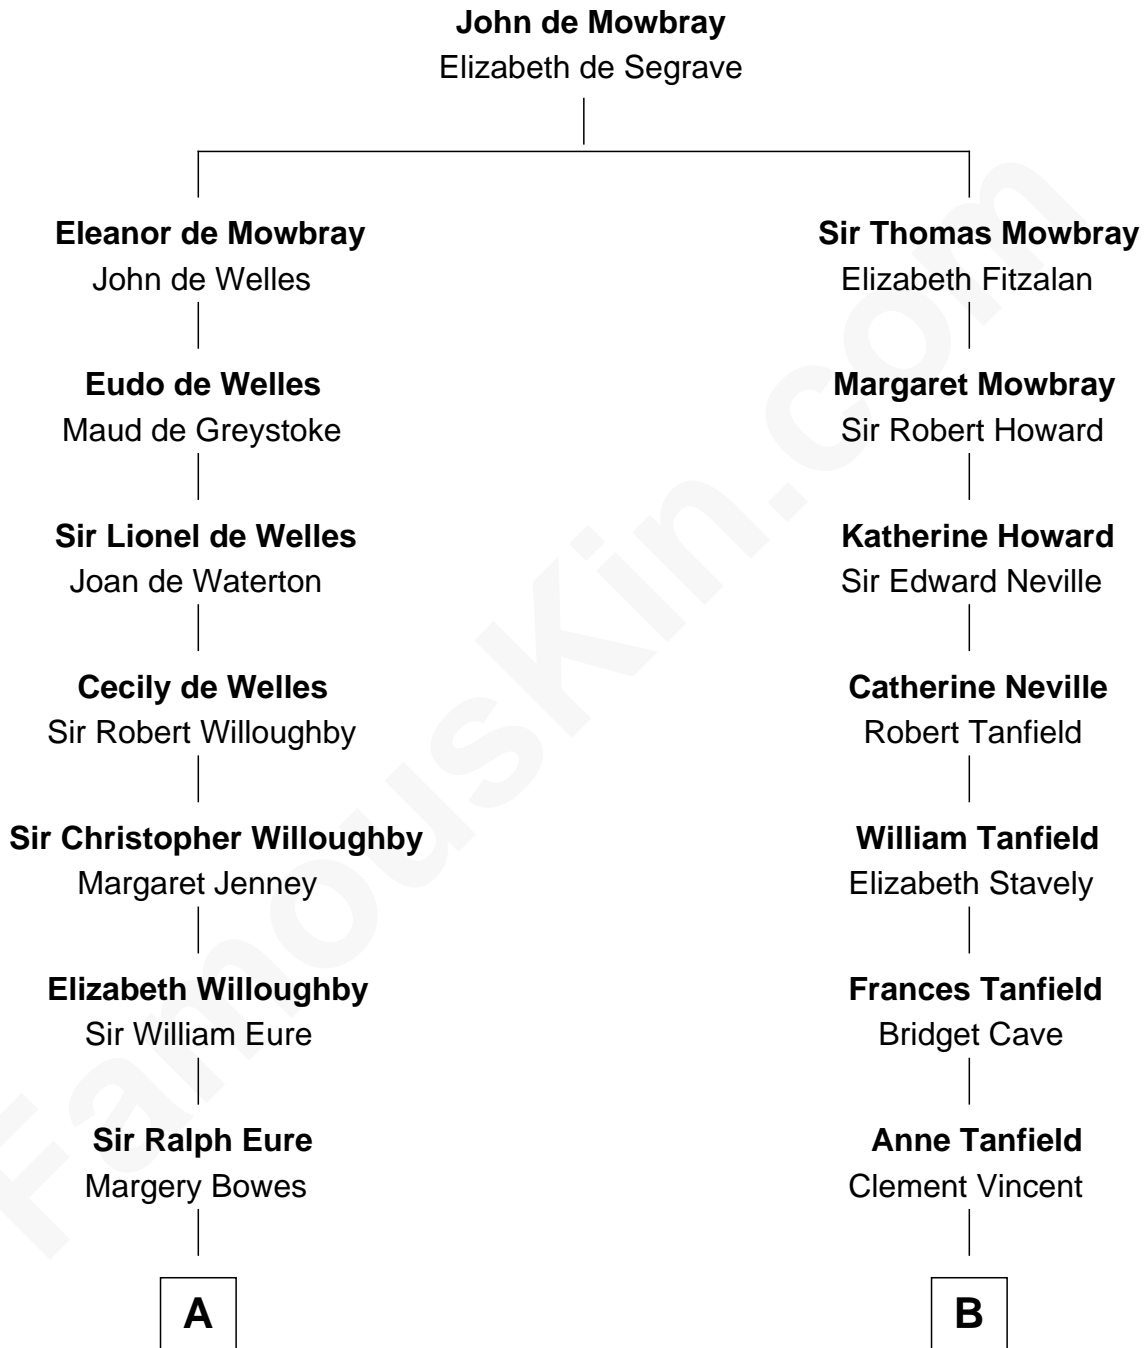 John de Mowbray
Elizabeth de Segrave
Eleanor de Mowbray
John de Welles
Sir Thomas Mowbray
Elizabeth Fitzalan
Eudo de Welles
Maud de Greystoke
Margaret Mowbray
Sir Robert Howard
Sir Lionel de Welles
Joan de Waterton
Katherine Howard
Sir Edward Neville
Cecily de Welles
Sir Robert Willoughby
Catherine Neville
Robert Tanfield
Sir Christopher Willoughby
Margaret Jenney
William Tanfield
Elizabeth Stavely
Elizabeth Willoughby
Sir William Eure
Frances Tanfield
Bridget Cave
Sir Ralph Eure
Margery Bowes
Anne Tanfield
Clement Vincent
A
B
FamousKin.com